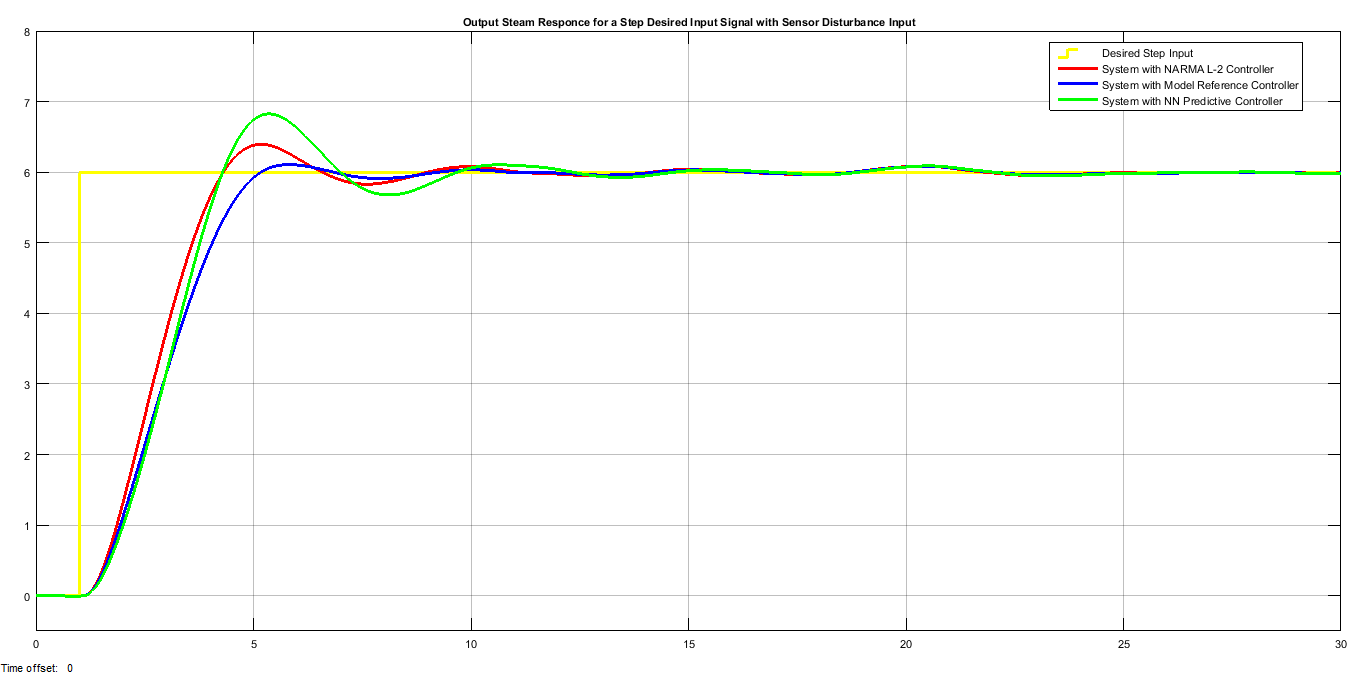 Output Steam Responce for a Step Desired Input Signal with Sensor Disturbance Input
8
7
6
5
4
3
2
1
0
Desired Step Input
System with NARMA L-2 Controller
System with Model Reference Controller
System with NN Predictive Controller
0 5 10 15 20 25 30
Time offset: 0